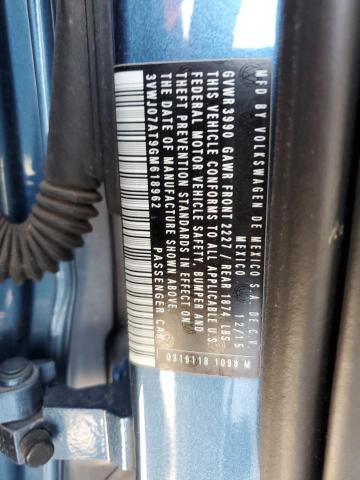 MFD BY VOLKSWAGEN DE MEXICO S.A. DE C.V.
MEXICO 12/15
GVWR 3990 GAWR FRONT 2227 / REAR 1874 LBS
THIS VEHICLE CONFORMS TO ALL APPLICABLE U.S.
FEDERAL MOTOR VEHICLE SAFETY, BUMPER AND
THEFT PREVENTION STANDARDS IN EFFECT ON
THE DATE OF MANUFACTURE SHOWN ABOVE.
3VWJ07AT9GM618962 PASSENGER CAR
0319118 1098 M